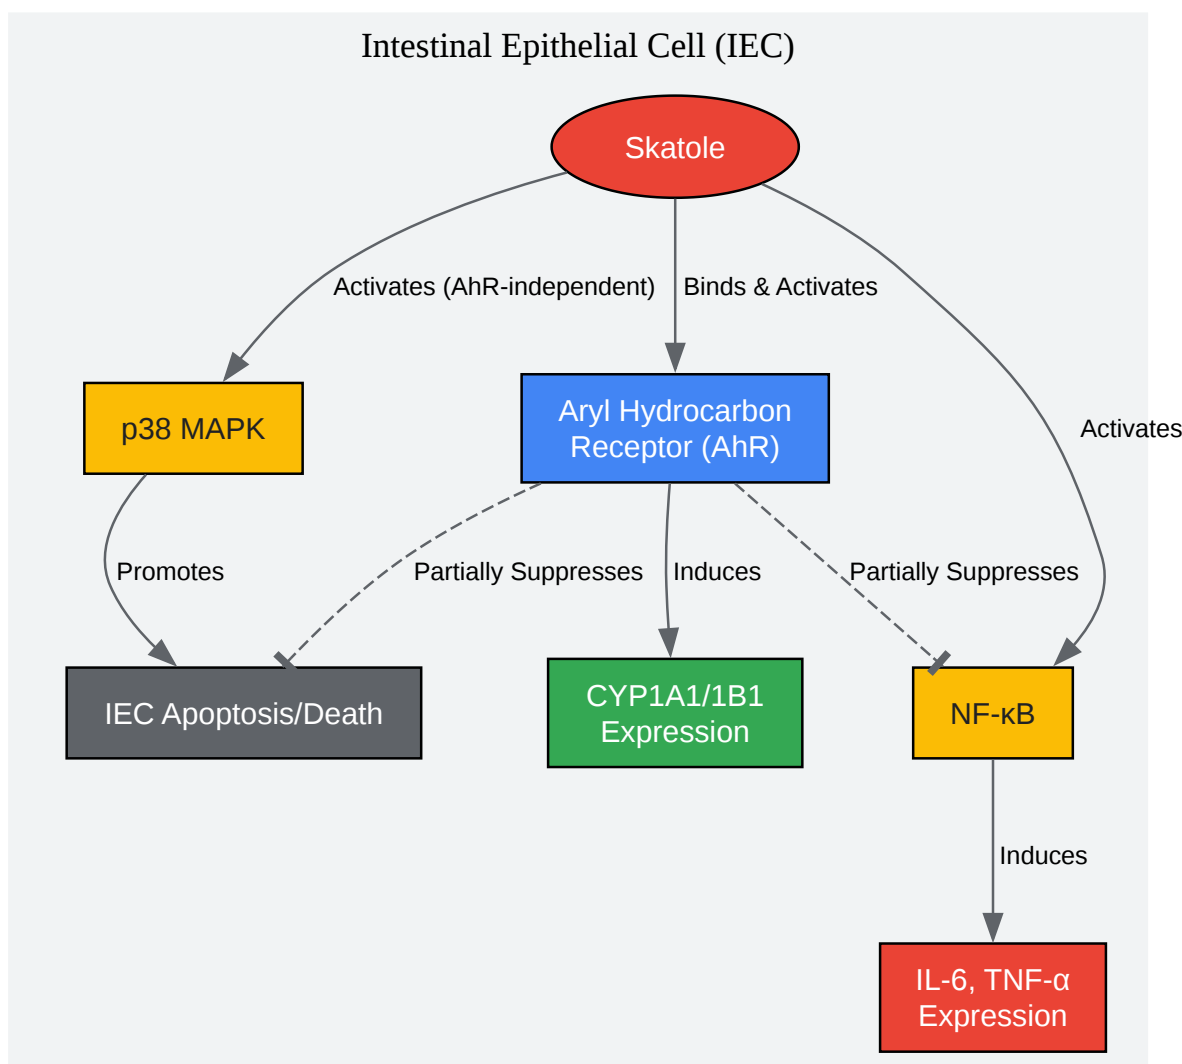 Intestinal Epithelial Cell (IEC)
Skatole
Activates (AhR-independent)
Binds & Activates
p38 MAPK
Aryl Hydrocarbon
Receptor (AhR)
Activates
Promotes
Partially Suppresses
Induces
Partially Suppresses
IEC Apoptosis/Death
CYP1A1/1B1
Expression
NF-κB
Induces
IL-6, TNF-α
Expression